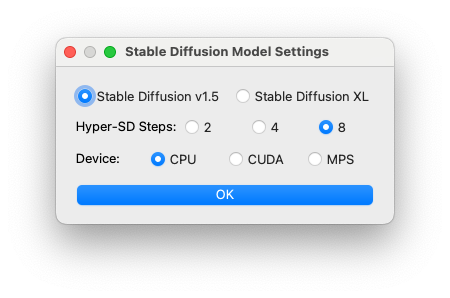 Stable Diffusion Model Settings
Stable Diffusion v1.5 Stable Diffusion XL
Hyper-SD Steps: 2 4 8
Device: CPU CUDA MPS
OK